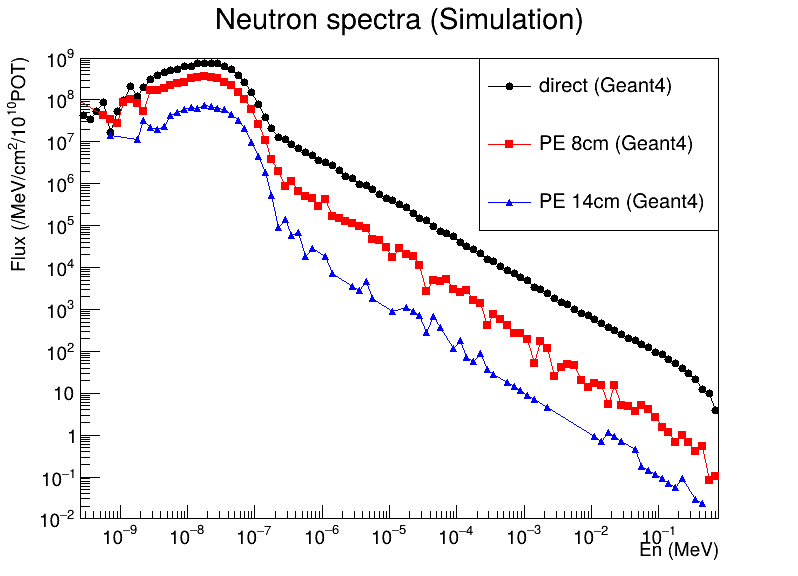 Neutron spectra (Simulation)
Flux (/MeV/cm²/10¹⁰POT)
10⁹
10⁸
10⁷
10⁶
10⁵
10⁴
10³
10²
10
1
10⁻¹
10⁻²
direct (Geant4)
PE 8cm (Geant4)
PE 14cm (Geant4)
10⁻⁹ 10⁻⁸ 10⁻⁷ 10⁻⁶ 10⁻⁵ 10⁻⁴ 10⁻³ 10⁻² 10⁻¹
En (MeV)